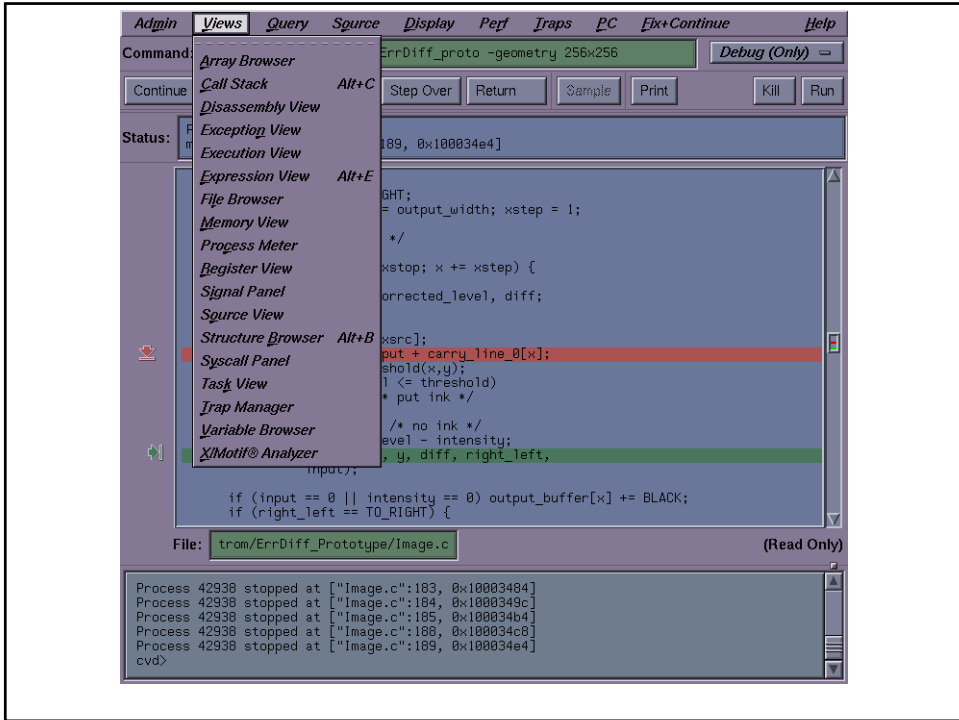 Admin Views Query Source Display Perf Traps PC Fix+Continue Help
Command: ErrDiff_proto -geometry 256x256 Debug (Only)
Continue Step Over Return Sample Print Kill Run
Status:
189, 0x100034e4]
Array Browser
Call Stack Alt+C
Disassembly View
Exception View
Execution View
Expression View Alt+E
File Browser
Memory View
Process Meter
Register View
Signal Panel
Source View
Structure Browser Alt+B
Syscall Panel
Task View
Trap Manager
Variable Browser
X/Motif® Analyzer
GHT;
= output_width; xstep = 1;
*/
xstop; x += xstep) {
orrected_level, diff;
xsrc];
put + carry_line_0[x];
shold(x,y);
l <= threshold)
* put ink */
/* no ink */
evel - intensity;
, y, diff, right_left,
input);
if (input == 0 || intensity == 0) output_buffer[x] += BLACK;
if (right_left == TO_RIGHT) {
File: trom/ErrDiff_Prototype/Image.c (Read Only)
Process 42938 stopped at ["Image.c":183, 0x10003484]
Process 42938 stopped at ["Image.c":184, 0x1000349c]
Process 42938 stopped at ["Image.c":185, 0x100034b4]
Process 42938 stopped at ["Image.c":188, 0x100034c8]
Process 42938 stopped at ["Image.c":189, 0x100034e4]
cvd>